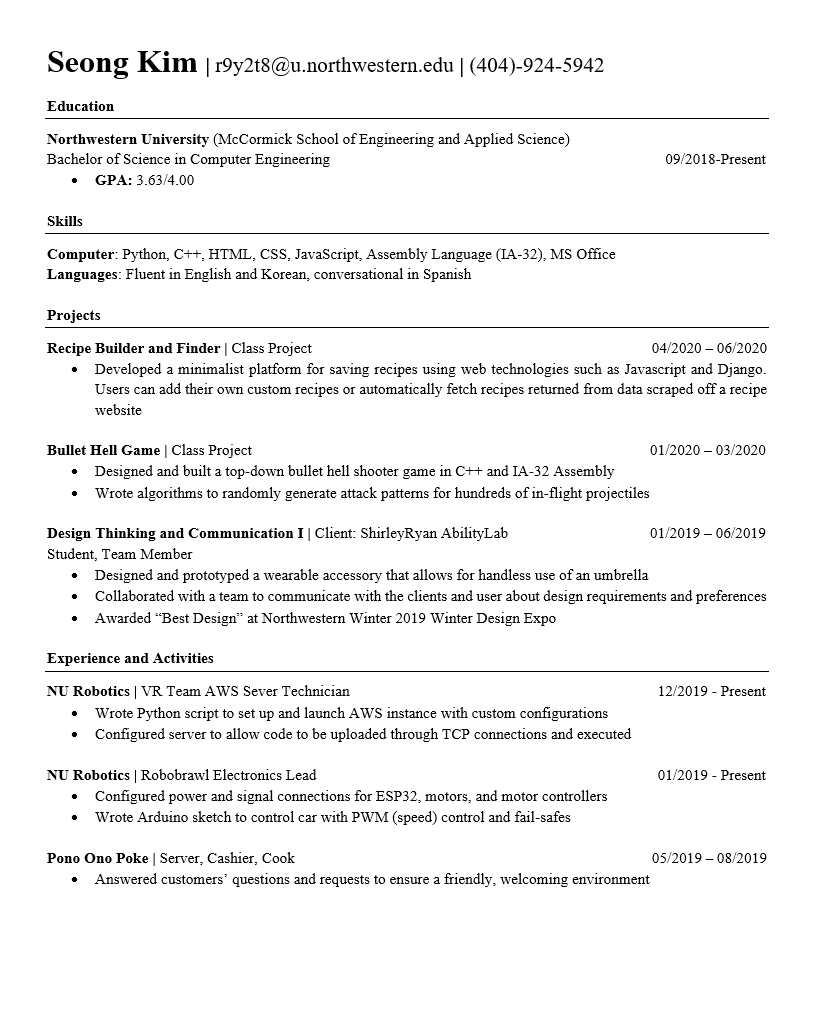 Seong Kim | r9y2t8@u.northwestern.edu | (404)-924-5942
Education
Northwestern University (McCormick School of Engineering and Applied Science)
Bachelor of Science in Computer Engineering 09/2018-Present
• GPA: 3.63/4.00
Skills
Computer: Python, C++, HTML, CSS, JavaScript, Assembly Language (IA-32), MS Office
Languages: Fluent in English and Korean, conversational in Spanish
Projects
Recipe Builder and Finder | Class Project 04/2020 – 06/2020
• Developed a minimalist platform for saving recipes using web technologies such as Javascript and Django.
Users can add their own custom recipes or automatically fetch recipes returned from data scraped off a recipe
website
Bullet Hell Game | Class Project 01/2020 – 03/2020
• Designed and built a top-down bullet hell shooter game in C++ and IA-32 Assembly
• Wrote algorithms to randomly generate attack patterns for hundreds of in-flight projectiles
Design Thinking and Communication I | Client: ShirleyRyan AbilityLab 01/2019 – 06/2019
Student, Team Member
• Designed and prototyped a wearable accessory that allows for handless use of an umbrella
• Collaborated with a team to communicate with the clients and user about design requirements and preferences
• Awarded “Best Design” at Northwestern Winter 2019 Winter Design Expo
Experience and Activities
NU Robotics | VR Team AWS Sever Technician 12/2019 - Present
• Wrote Python script to set up and launch AWS instance with custom configurations
• Configured server to allow code to be uploaded through TCP connections and executed
NU Robotics | Robobrawl Electronics Lead 01/2019 - Present
• Configured power and signal connections for ESP32, motors, and motor controllers
• Wrote Arduino sketch to control car with PWM (speed) control and fail-safes
Pono Ono Poke | Server, Cashier, Cook 05/2019 – 08/2019
• Answered customers’ questions and requests to ensure a friendly, welcoming environment